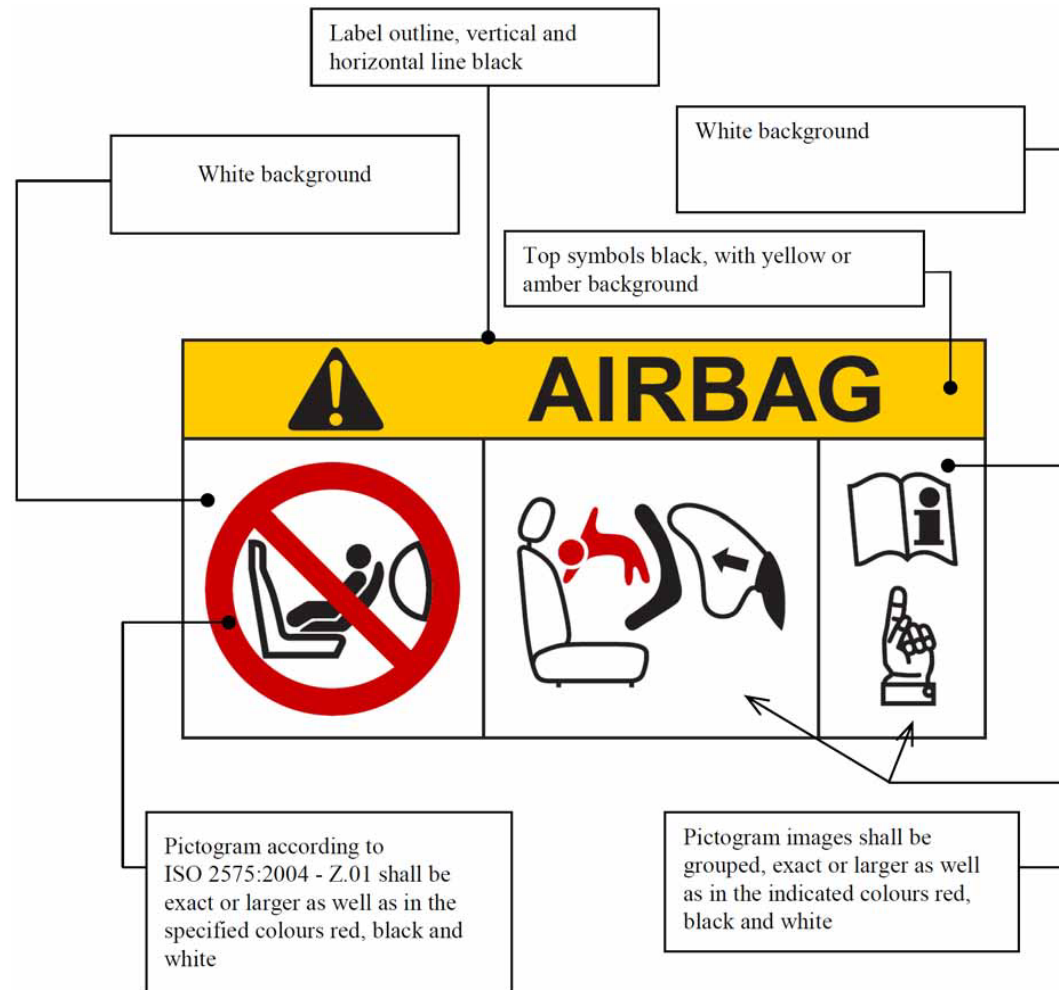 Label outline, vertical and
horizontal line black
White background
White background
Top symbols black, with yellow or
amber background
AIRBAG
Pictogram according to
ISO 2575:2004 - Z.01 shall be
exact or larger as well as in the
specified colours red, black and
white
Pictogram images shall be
grouped, exact or larger as well
as in the indicated colours red,
black and white